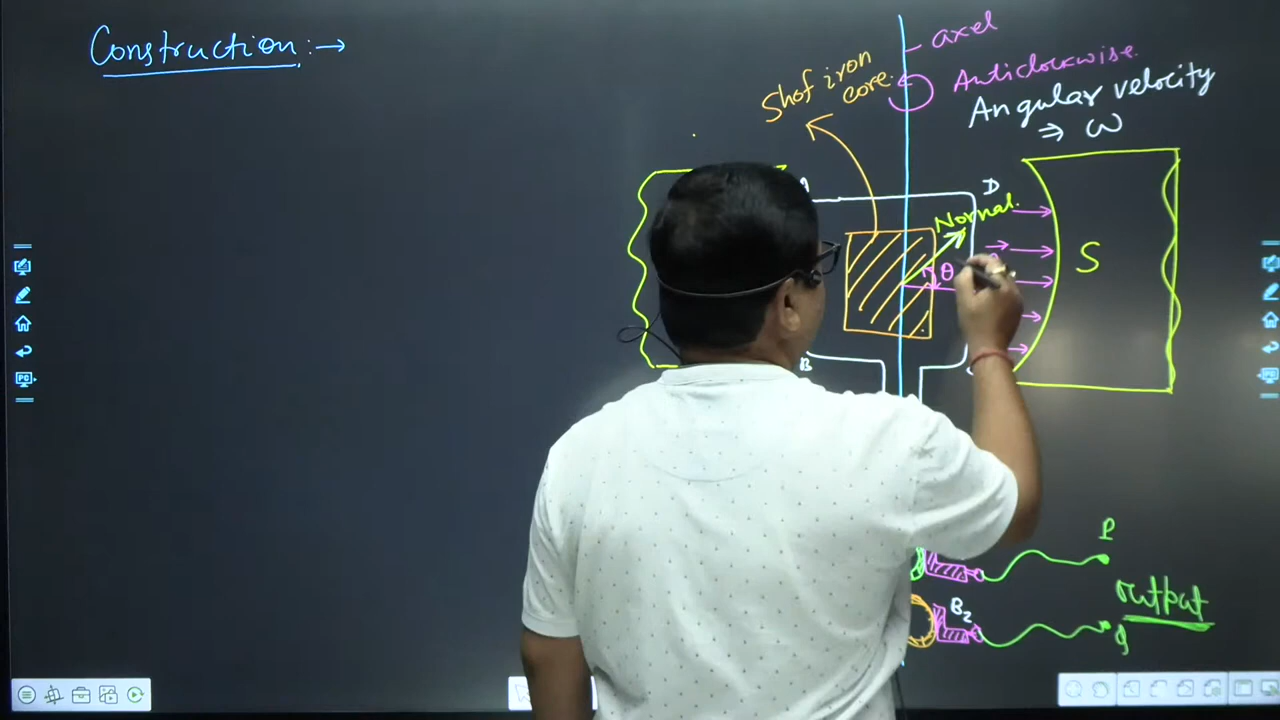 Construction :→
axel
Anticlockwise.
Angular velocity
⇒ ω
Shof iron
core.
A
D
Normal.
S
θ
B
P
output
B2